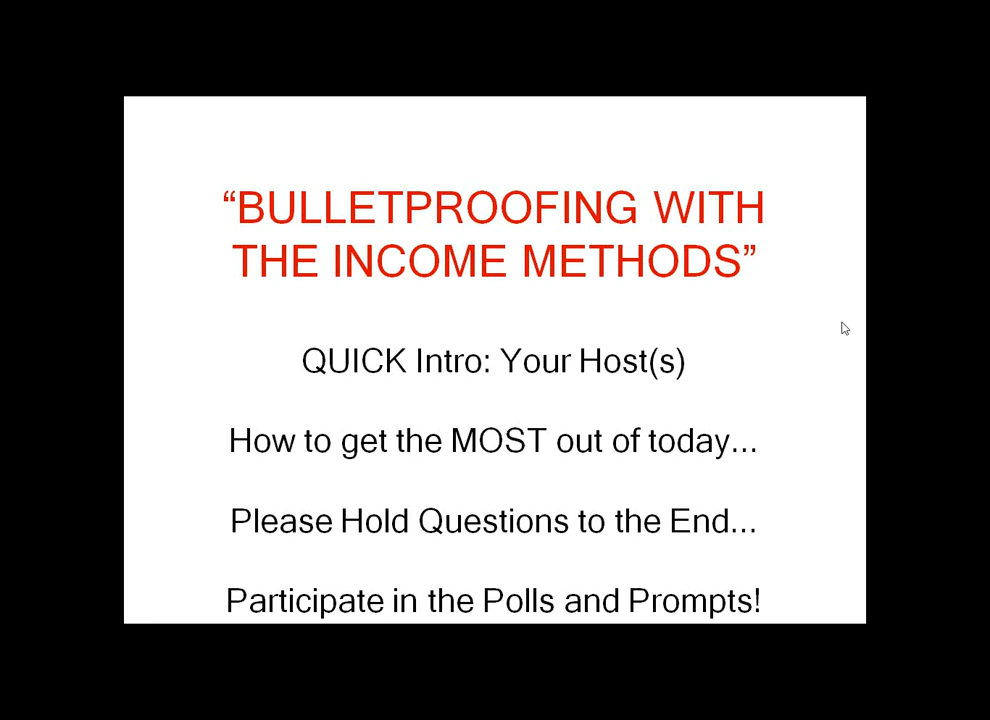 “BULLETPROOFING WITH
THE INCOME METHODS”
QUICK Intro: Your Host(s)
How to get the MOST out of today...
Please Hold Questions to the End...
Participate in the Polls and Prompts!